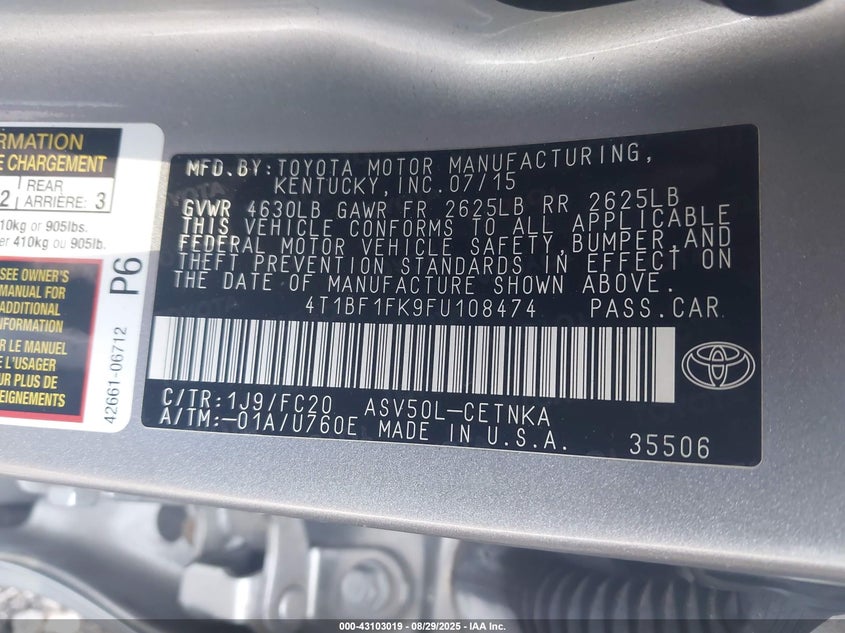 RMATION
E CHARGEMENT
2 REAR ARRIÈRE: 3
10kg or 905lbs.
er 410kg ou 905lb.
SEE OWNER'S
MANUAL FOR
ADDITIONAL
NFORMATION
R LE MANUEL
E L'USAGER
UR PLUS DE
P6
42661-06712
MFD.BY:TOYOTA MOTOR MANUFACTURING,
KENTUCKY,INC.07/15
GVWR 4630LB GAWR FR 2625LB RR 2625LB
THIS VEHICLE CONFORMS TO ALL APPLICABLE
FEDERAL MOTOR VEHICLE SAFETY,BUMPER,AND
THEFT PREVENTION STANDARDS IN EFFECT ON
THE DATE OF MANUFACTURE SHOWN ABOVE.
4T1BF1FK9FU108474 PASS.CAR
C/TR:1J9/FC20 ASV50L-CETNKA
A/TM:-01A/U760E MADE IN U.S.A.
35506
000-43103019 - 08/29/2025 - IAA Inc.